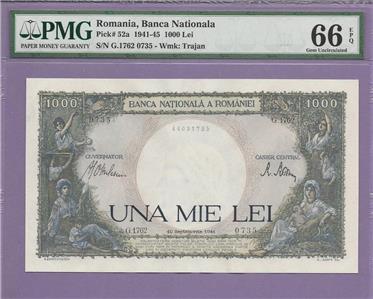 PMG
PAPER MONEY GUARANTY
Romania, Banca Nationala
Pick# 52a 1941-45 1000 Lei
S/N G.1762 0735 - Wmk: Trajan
66 EPQ
Gem Uncirculated
1000 BANCA NAȚIONALĂ A ROMÂNIEI 1000
0735 G.1762
GUVERNATOR CASIER CENTRAL
UNA MIE LEI
G.1762 0735